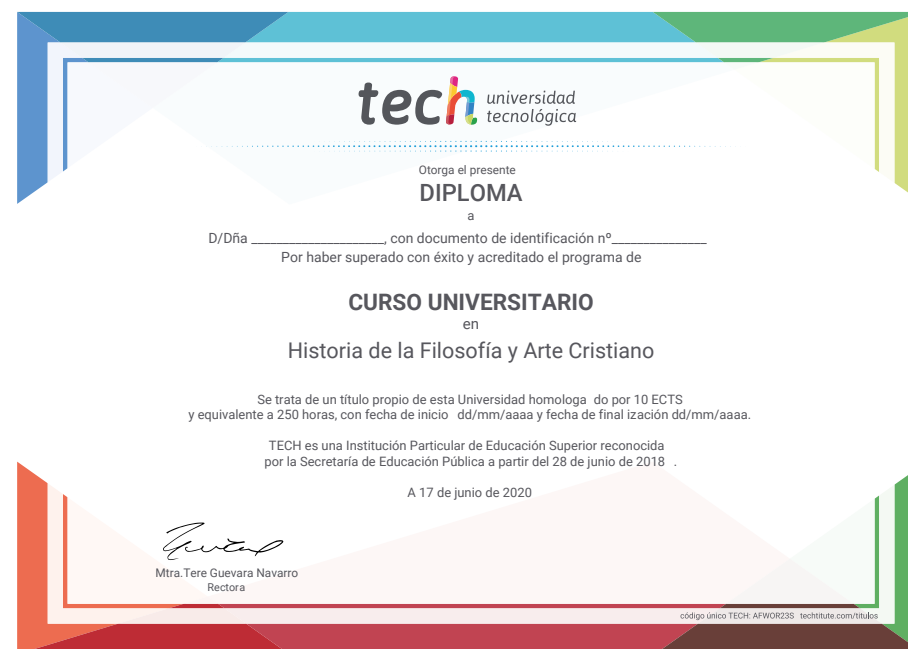 tech universidad
tecnológica
Otorga el presente
DIPLOMA
a
D/Dña ____________________, con documento de identificación nº______________
Por haber superado con éxito y acreditado el programa de
CURSO UNIVERSITARIO
en
Historia de la Filosofía y Arte Cristiano
Se trata de un título propio de esta Universidad homologa do por 10 ECTS
y equivalente a 250 horas, con fecha de inicio dd/mm/aaaa y fecha de final ización dd/mm/aaaa.
TECH es una Institución Particular de Educación Superior reconocida
por la Secretaría de Educación Pública a partir del 28 de junio de 2018 .
A 17 de junio de 2020
Mtra.Tere Guevara Navarro
Rectora
código único TECH: AFWOR23S techtitute.com/titulos